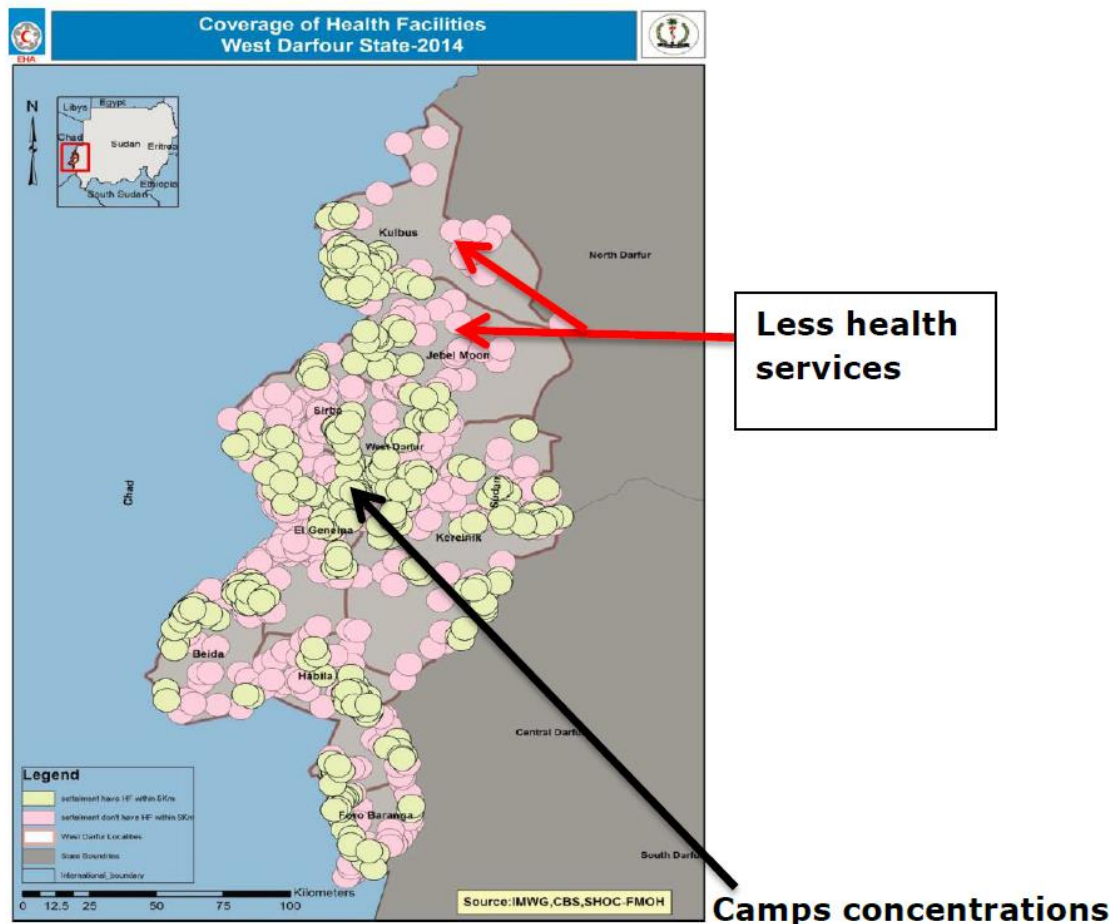 Coverage of Health Facilities
West Darfour State-2014
EHA
N
Libys
Egypt
Chad
Sudan
Eritrea
Ethiopia
South Sudan
Kulbus
North Darfur
Less health
services
Jebel Moon
Sirba
West Darfur
Chad
Sudan
El Geneina
Kereinik
Beida
Habila
Central Darfur
Foro Baranga
South Darfur
Legend
settelment have HF within 5Km
settelment don't have HF within 5Km
West Darfur Localities
State Boundries
International_boundary
Kilometers
0 12.5 25 50 75 100
Source:IMWG,CBS,SHOC-FMOH
Camps concentrations